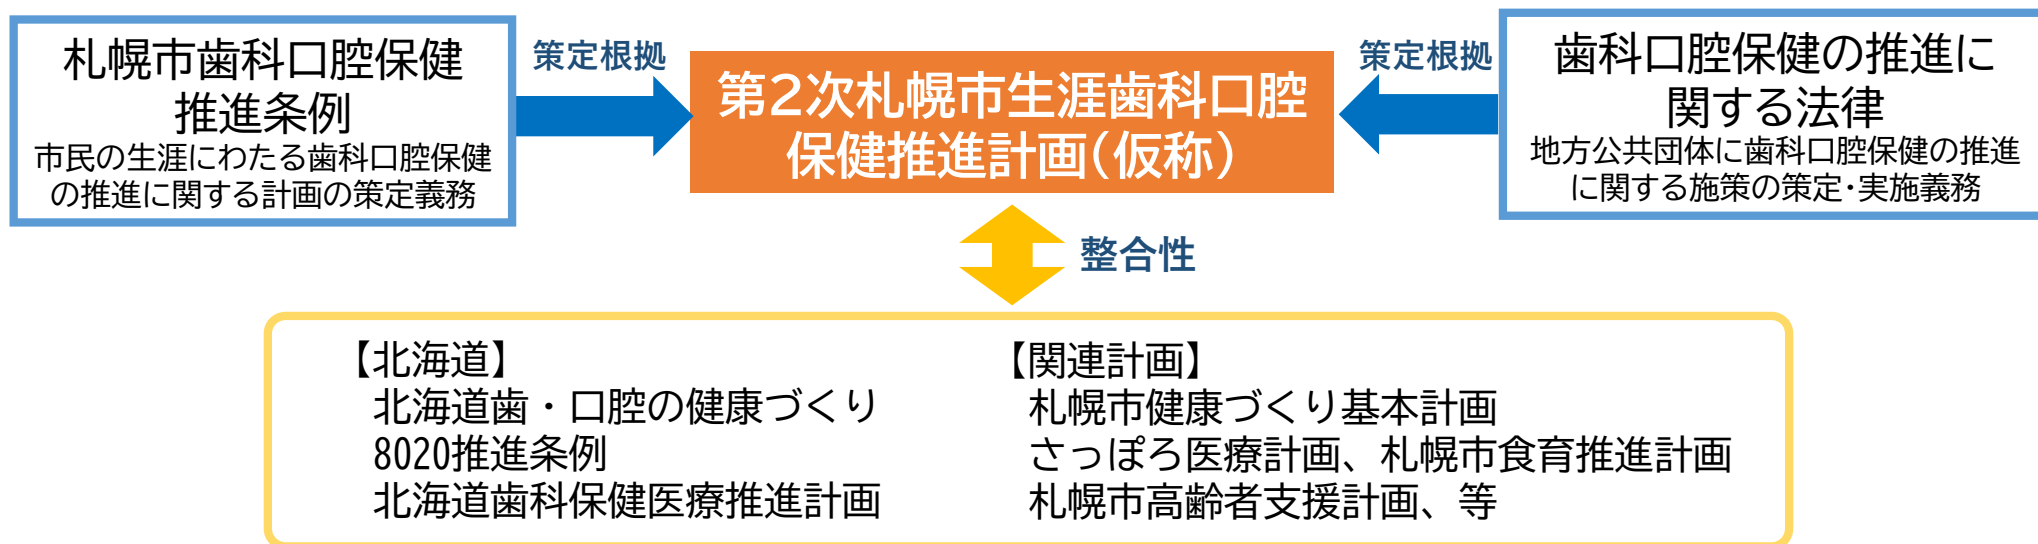 札幌市歯科口腔保健
推進条例
市民の生涯にわたる歯科口腔保健
の推進に関する計画の策定義務
策定根拠
第2次札幌市生涯歯科口腔
保健推進計画(仮称)
策定根拠
歯科口腔保健の推進に
関する法律
地方公共団体に歯科口腔保健の推進
に関する施策の策定・実施義務
整合性
【北海道】
北海道歯・口腔の健康づくり
8020推進条例
北海道歯科保健医療推進計画
【関連計画】
札幌市健康づくり基本計画
さっぽろ医療計画、札幌市食育推進計画
札幌市高齢者支援計画、等